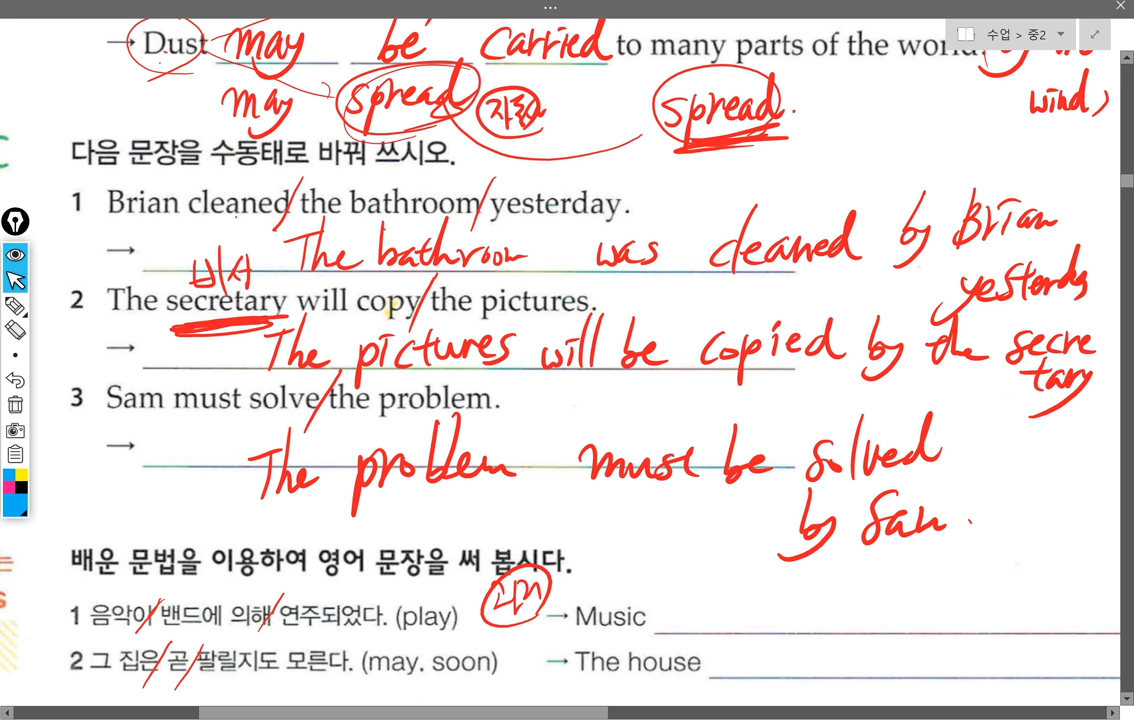 수업 > 중2
→ Dust may be carried to many parts of the world by the wind,
may spread 자동 spread.
다음 문장을 수동태로 바꿔 쓰시오.
1 Brian cleaned/the bathroom/yesterday.
→ The bathroom was cleaned by Brian
yesterday
비서
2 The secretary will copy/the pictures.
→ The pictures will be copied by the secre
tary
3 Sam must solve/the problem.
→ The problem must be solved
by Sam.
배운 문법을 이용하여 영어 문장을 써 봅시다.
1 음악이/밴드에 의해/연주되었다. (play) → Music
2 그 집은/곧/팔릴지도 모른다. (may, soon) → The house